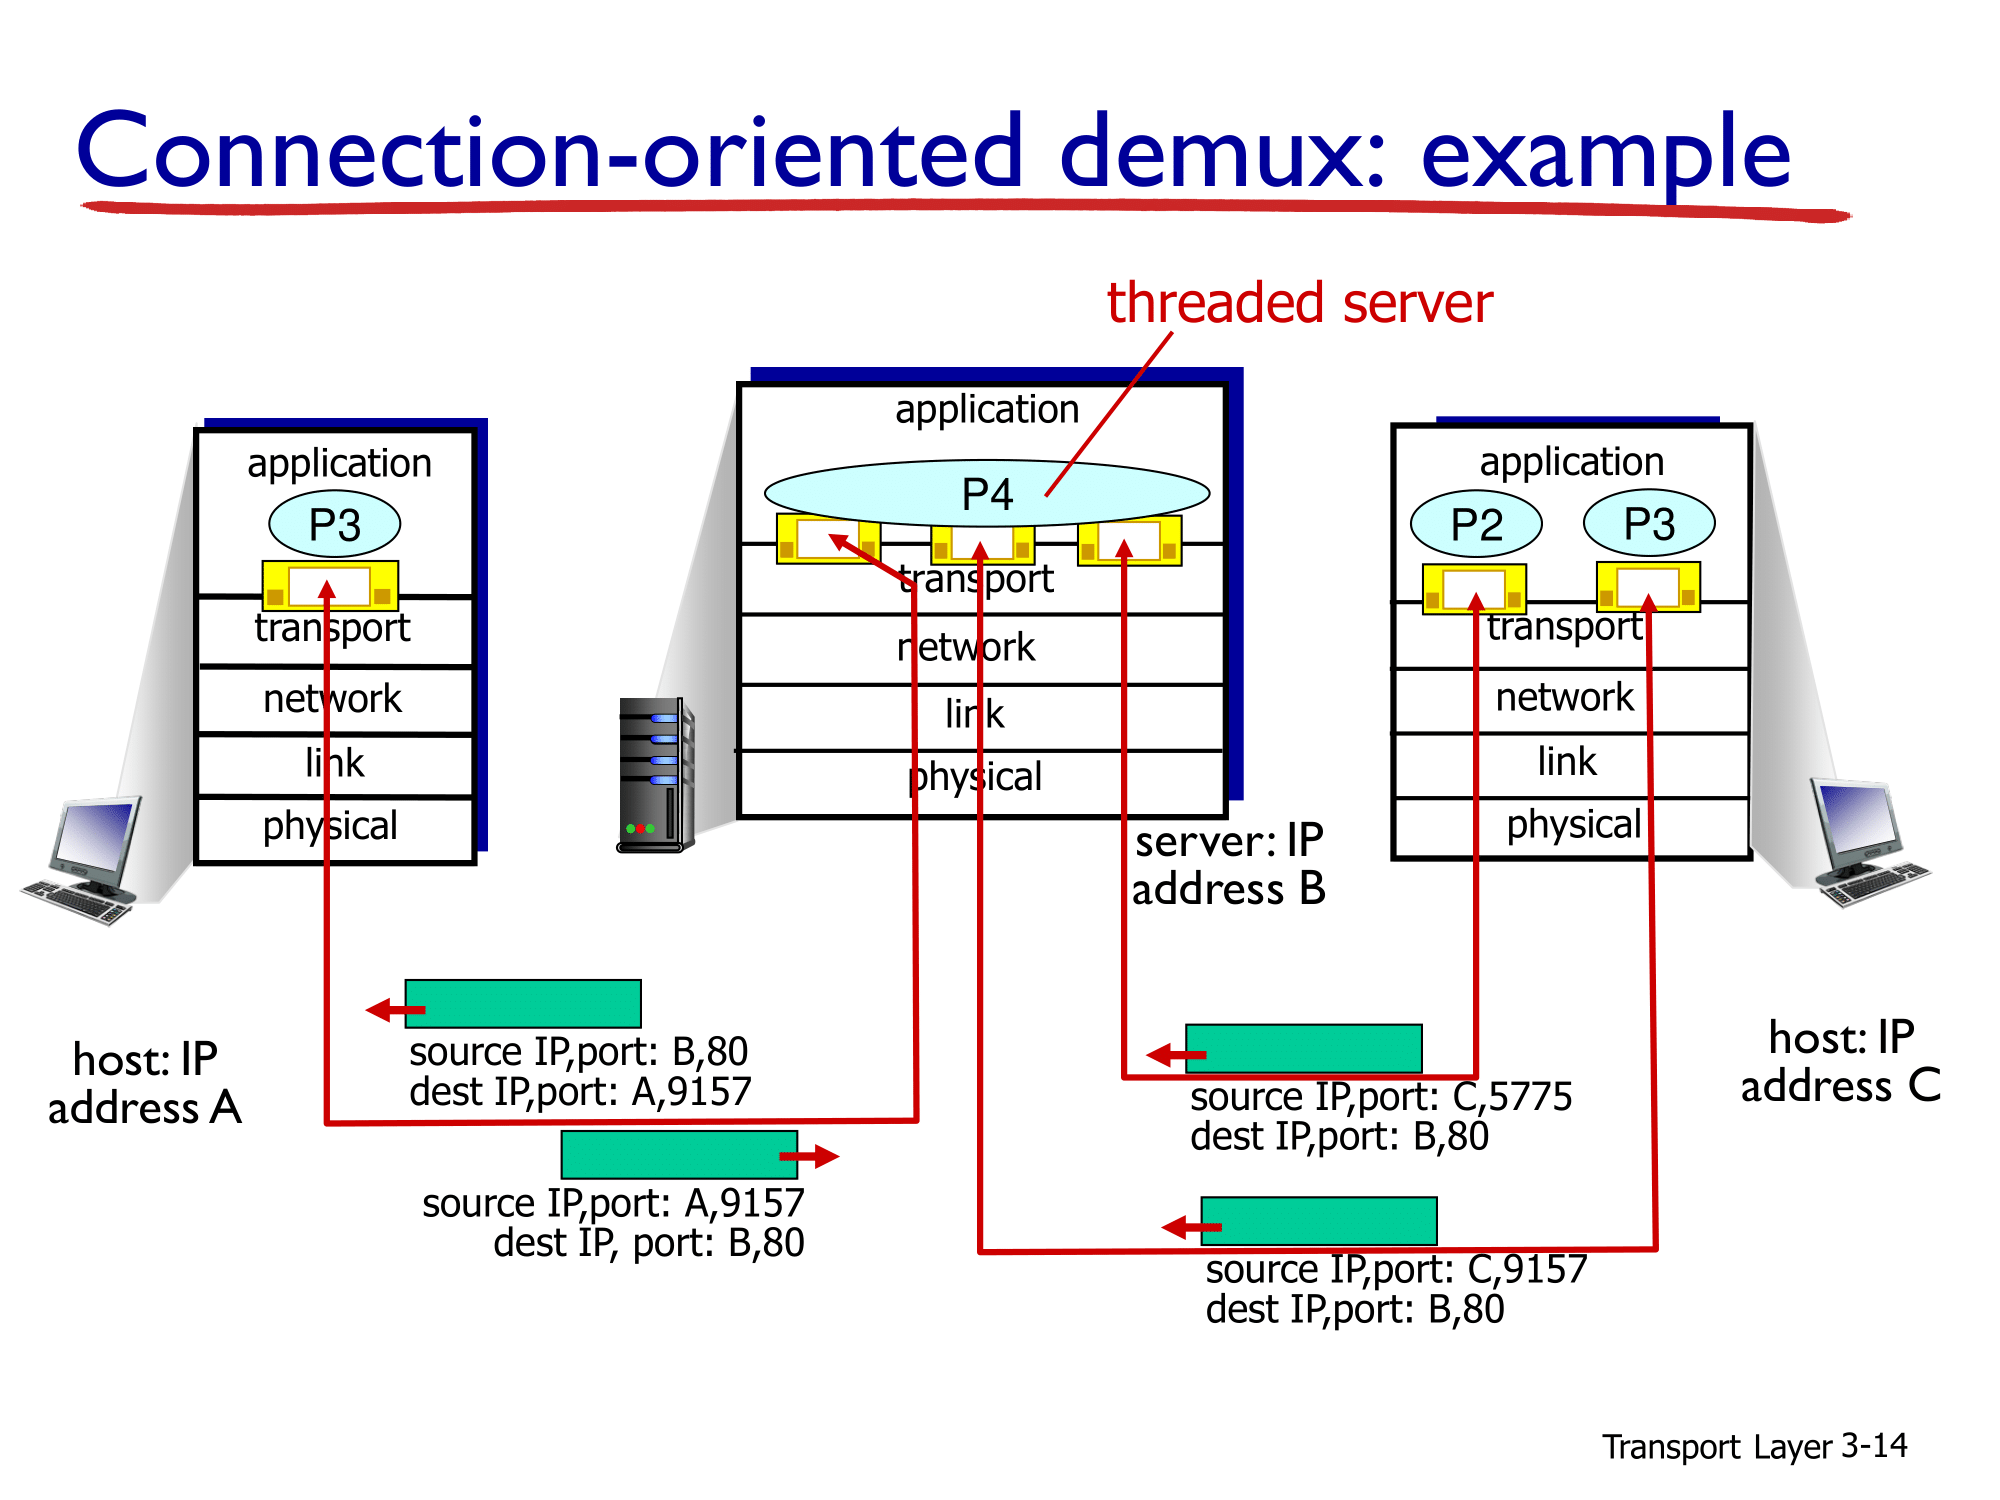 Connection-oriented demux: example
threaded server
application
P3
transport
network
link
physical
host: IP
address A
application
P4
transport
network
link
physical
server: IP
address B
application
P2
P3
transport
network
link
physical
host: IP
address C
source IP,port: B,80
dest IP,port: A,9157
source IP,port: A,9157
dest IP, port: B,80
source IP,port: C,5775
dest IP,port: B,80
source IP,port: C,9157
dest IP,port: B,80
Transport Layer 3-14